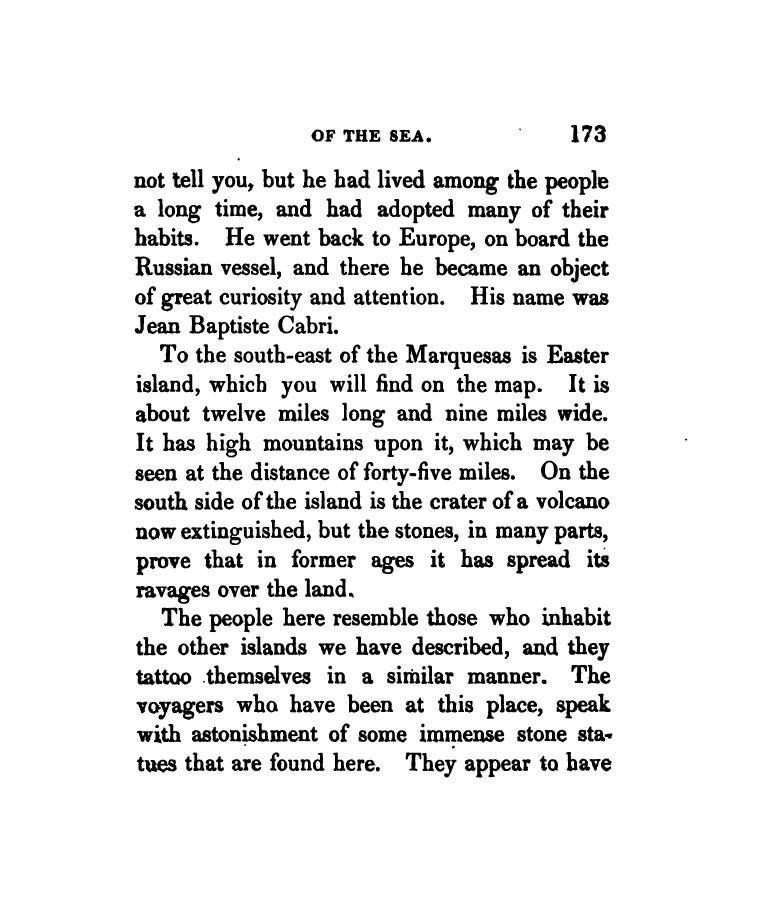 OF THE SEA. 173
not tell you, but he had lived among the people
a long time, and had adopted many of their
habits. He went back to Europe, on board the
Russian vessel, and there he became an object
of great curiosity and attention. His name was
Jean Baptiste Cabri.
To the south-east of the Marquesas is Easter
island, which you will find on the map. It is
about twelve miles long and nine miles wide.
It has high mountains upon it, which may be
seen at the distance of forty-five miles. On the
south side of the island is the crater of a volcano
now extinguished, but the stones, in many parts,
prove that in former ages it has spread its
ravages over the land.
The people here resemble those who inhabit
the other islands we have described, and they
tattoo themselves in a similar manner. The
voyagers who have been at this place, speak
with astonishment of some immense stone sta-
tues that are found here. They appear to have